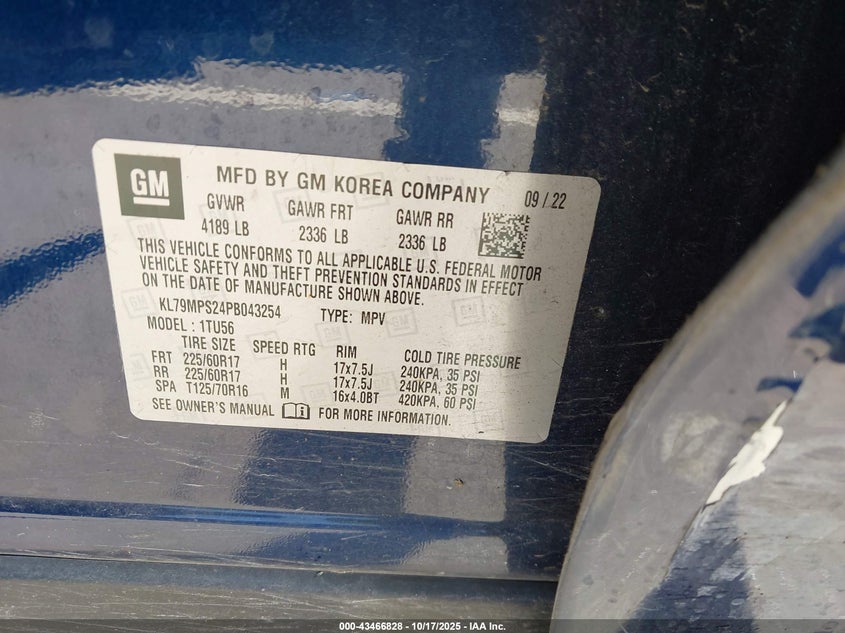 GM
MFD BY GM KOREA COMPANY 09 / 22
GVWR GAWR FRT GAWR RR
4189 LB 2336 LB 2336 LB
THIS VEHICLE CONFORMS TO ALL APPLICABLE U.S. FEDERAL MOTOR
VEHICLE SAFETY AND THEFT PREVENTION STANDARDS IN EFFECT
ON THE DATE OF MANUFACTURE SHOWN ABOVE.
KL79MPS24PB043254 TYPE: MPV
MODEL: 1TU56
TIRE SIZE SPEED RTG RIM COLD TIRE PRESSURE
FRT 225/60R17 H 17x7.5J 240KPA, 35 PSI
RR 225/60R17 H 17x7.5J 240KPA, 35 PSI
SPA T125/70R16 M 16x4.0BT 420KPA, 60 PSI
SEE OWNER'S MANUAL FOR MORE INFORMATION.
000-43466828 - 10/17/2025 - IAA Inc.